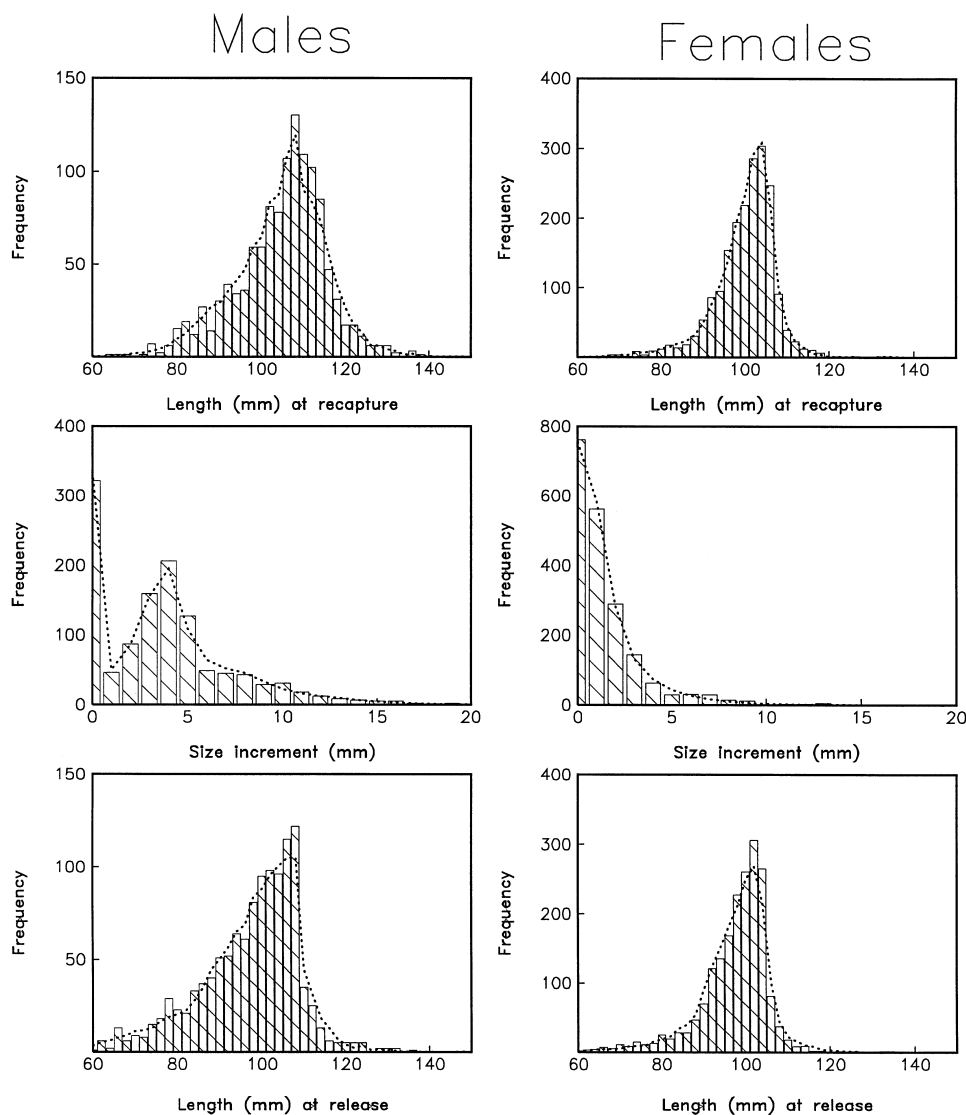 Males Females
150
100
50
Frequency
60 80 100 120 140
Length (mm) at recapture
400
300
200
100
0
Frequency
60 80 100 120 140
Length (mm) at recapture
400
300
200
100
0
Frequency
0 5 10 15 20
Size increment (mm)
800
600
400
200
0
Frequency
0 5 10 15 20
Size increment (mm)
150
100
50
Frequency
60 80 100 120 140
Length (mm) at release
400
300
200
100
0
Frequency
60 80 100 120 140
Length (mm) at release